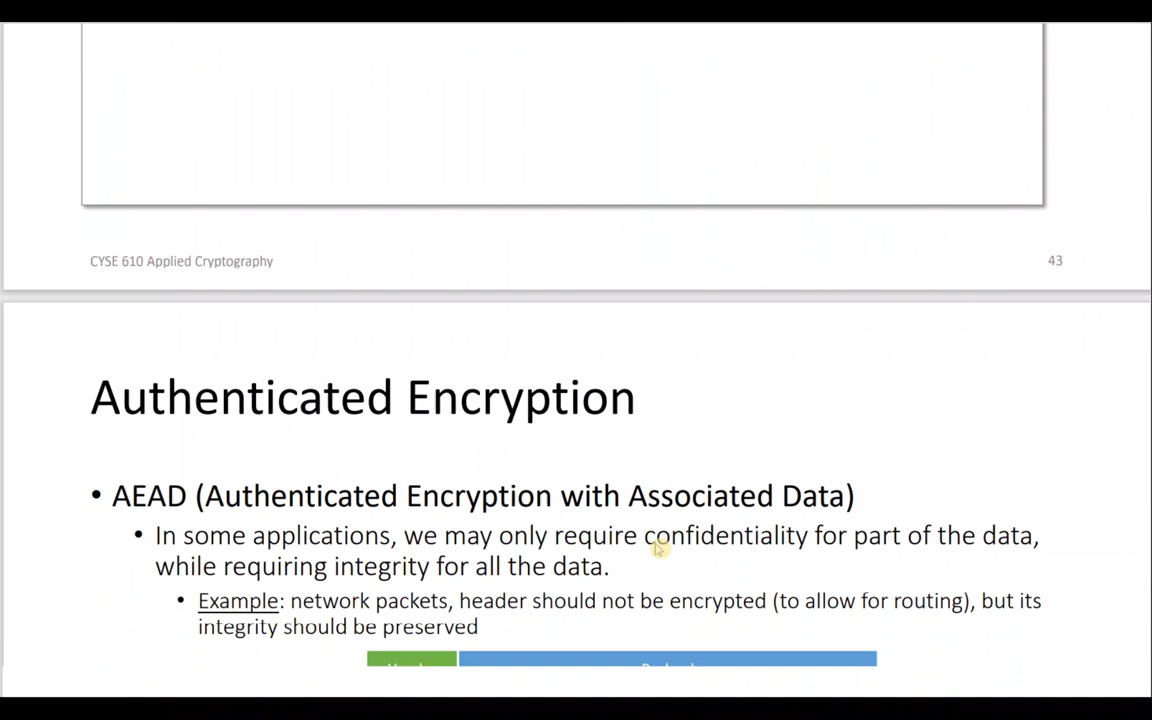 CYSE 610 Applied Cryptography
43
Authenticated Encryption
• AEAD (Authenticated Encryption with Associated Data)
• In some applications, we may only require confidentiality for part of the data,
while requiring integrity for all the data.
• Example: network packets, header should not be encrypted (to allow for routing), but its
integrity should be preserved